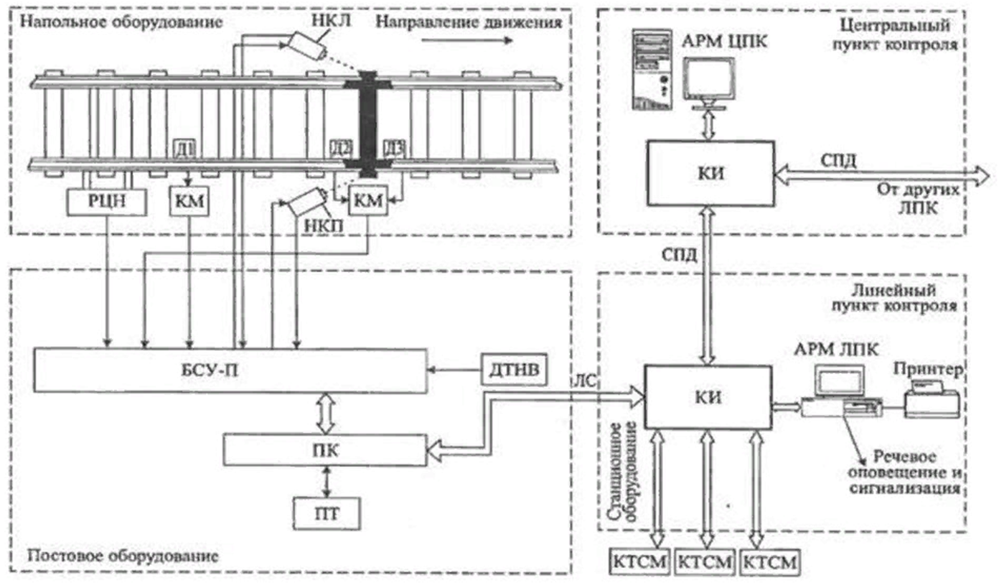 Напольное оборудование
НКЛ
Направление движения
Д1
Д2
Д3
РЦН
КМ
НКП
КМ
БСУ-П
ДТНВ
ПК
ПТ
Постовое оборудование
ЛС
Центральный
пункт контроля
АРМ ЦПК
КИ
СПД
От других
ЛПК
СПД
Линейный
пункт контроля
АРМ ЛПК
Принтер
КИ
Станционное
оборудование
Речевое
оповещение и
сигнализация
КТСМ
КТСМ
КТСМ